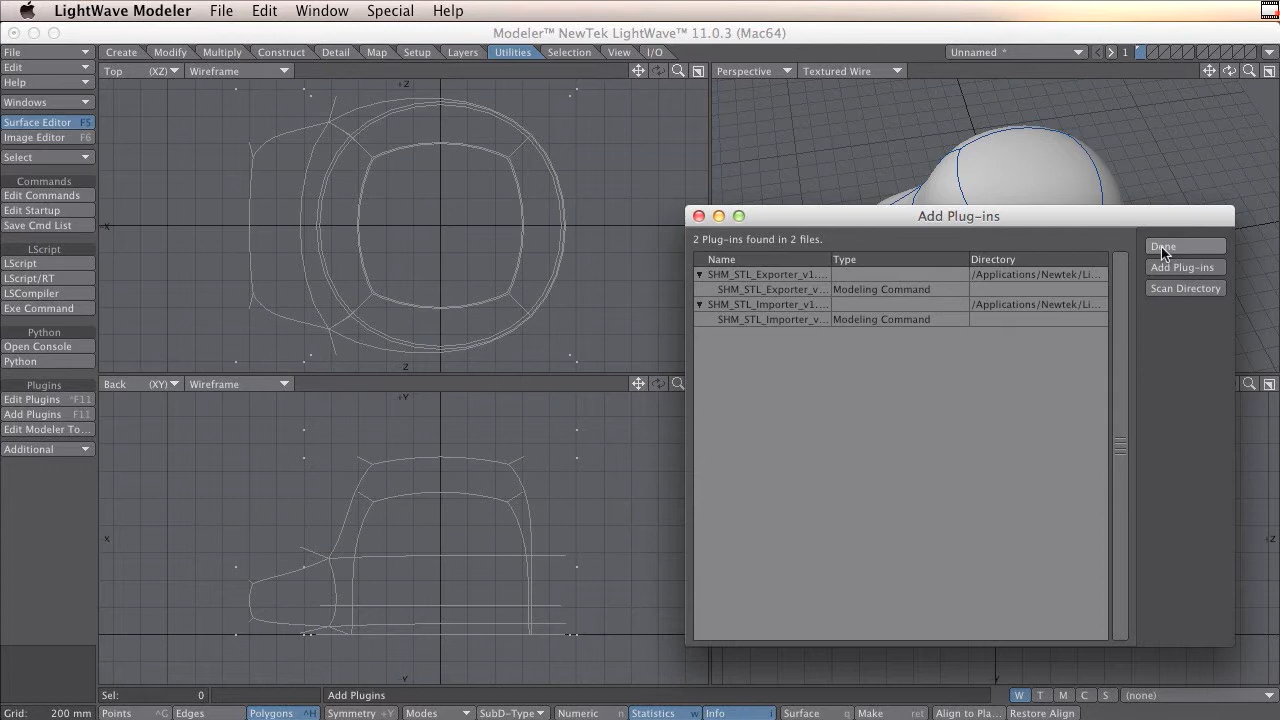 LightWave Modeler File Edit Window Special Help
Modeler™ NewTek LightWave™ 11.0.3 (Mac64)
File Create Modify Multiply Construct Detail Map Setup Layers Utilities Selection View I/O Unnamed * 1
Edit
Help
Windows
Surface Editor F5
Image Editor F6
Select
Commands
Edit Commands
Edit Startup
Save Cmd List
LScript
LScript
LScript/RT
LSCompiler
Exe Command
Python
Open Console
Python
Plugins
Edit Plugins ^F11
Add Plugins F11
Edit Modeler To...
Additional
Top (XZ) Wireframe
Z
X
Z
Perspective Textured Wire
Back (XY) Wireframe
Y
X
Y
Z
Y
Add Plug-ins
2 Plug-ins found in 2 files.
Name Type Directory
SHM_STL_Exporter_v1.... /Applications/Newtek/Li...
SHM_STL_Exporter_v... Modeling Command
SHM_STL_Importer_v1.... /Applications/Newtek/Li...
SHM_STL_Importer_v... Modeling Command
Done
Add Plug-ins
Scan Directory
Sel: 0 Add Plugins W T M C S (none)
Grid: 200 mm Points ^G Edges Polygons ^H Symmetry +Y Modes SubD-Type Numeric n Statistics w Info i Surface q Make ret Align to Pla... Restore Align